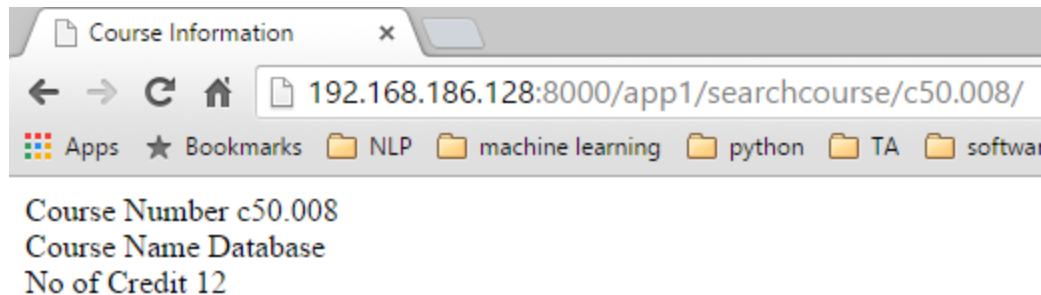 Course Information
192.168.186.128:8000/app1/searchcourse/c50.008/
Apps Bookmarks NLP machine learning python TA softwar
Course Number c50.008
Course Name Database
No of Credit 12